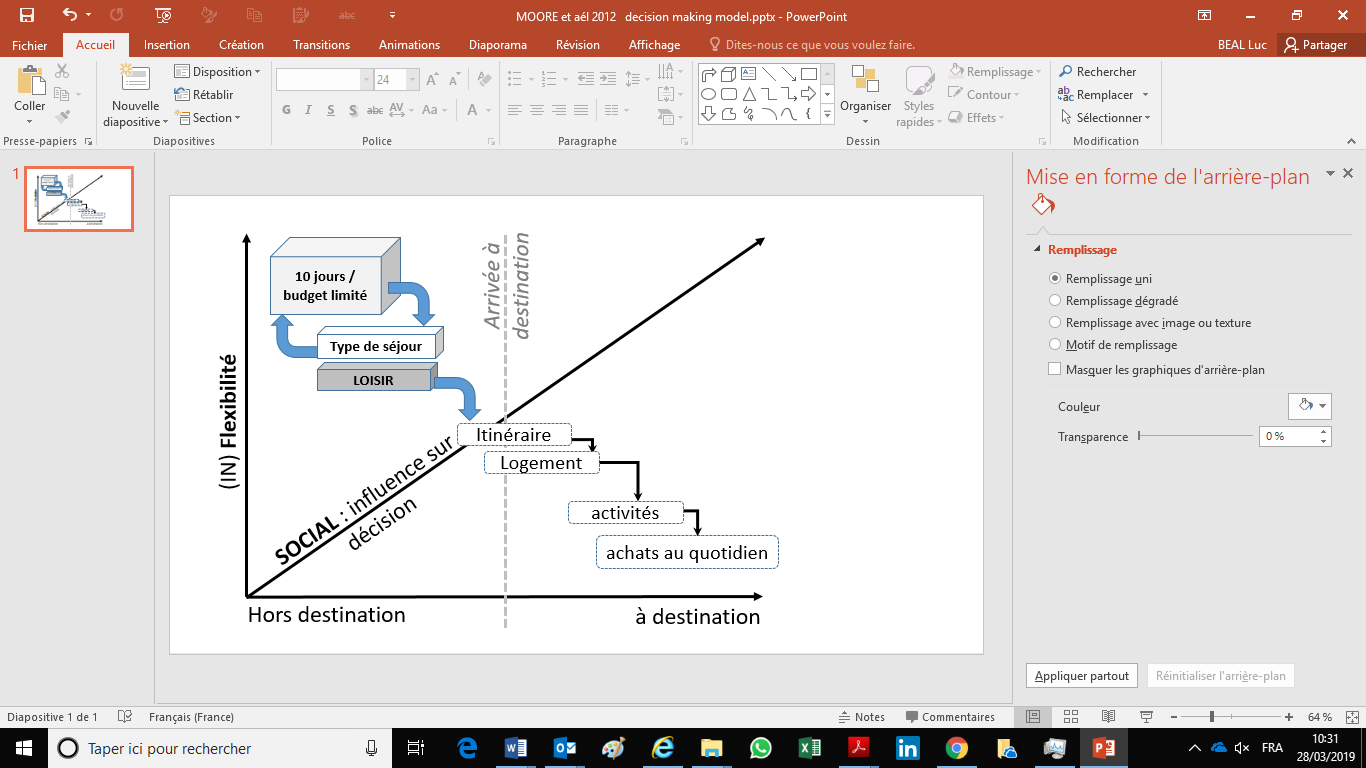 MOORE et aél 2012 decision making model.pptx - PowerPoint
Fichier Accueil Insertion Création Transitions Animations Diaporama Révision Affichage Dites-nous ce que vous voulez faire. BEAL Luc Partager
Coller
Nouvelle
diapositive
Disposition
Rétablir
Section
24
G I S S abc AV Aa A
Organiser
Styles
rapides
Remplissage
Contour
Effets
Rechercher
Remplacer
Sélectionner
Presse-papiers Diapositives Police Paragraphe Dessin Modification
1
10 jours /
budget limité
Type de séjour
LOISIR
Arrivée à
destination
(IN) Flexibilité
SOCIAL : influence sur
décision
Itinéraire
Logement
activités
achats au quotidien
Hors destination
à destination
Mise en forme de l'arrière-plan
Remplissage
Remplissage uni
Remplissage dégradé
Remplissage avec image ou texture
Motif de remplissage
Masquer les graphiques d'arrière-plan
Couleur
Transparence 0 %
Appliquer partout Réinitialiser l'arrière-plan
Diapositive 1 de 1 Français (France) Notes Commentaires 64 %
Taper ici pour rechercher
FRA
10:31
28/03/2019